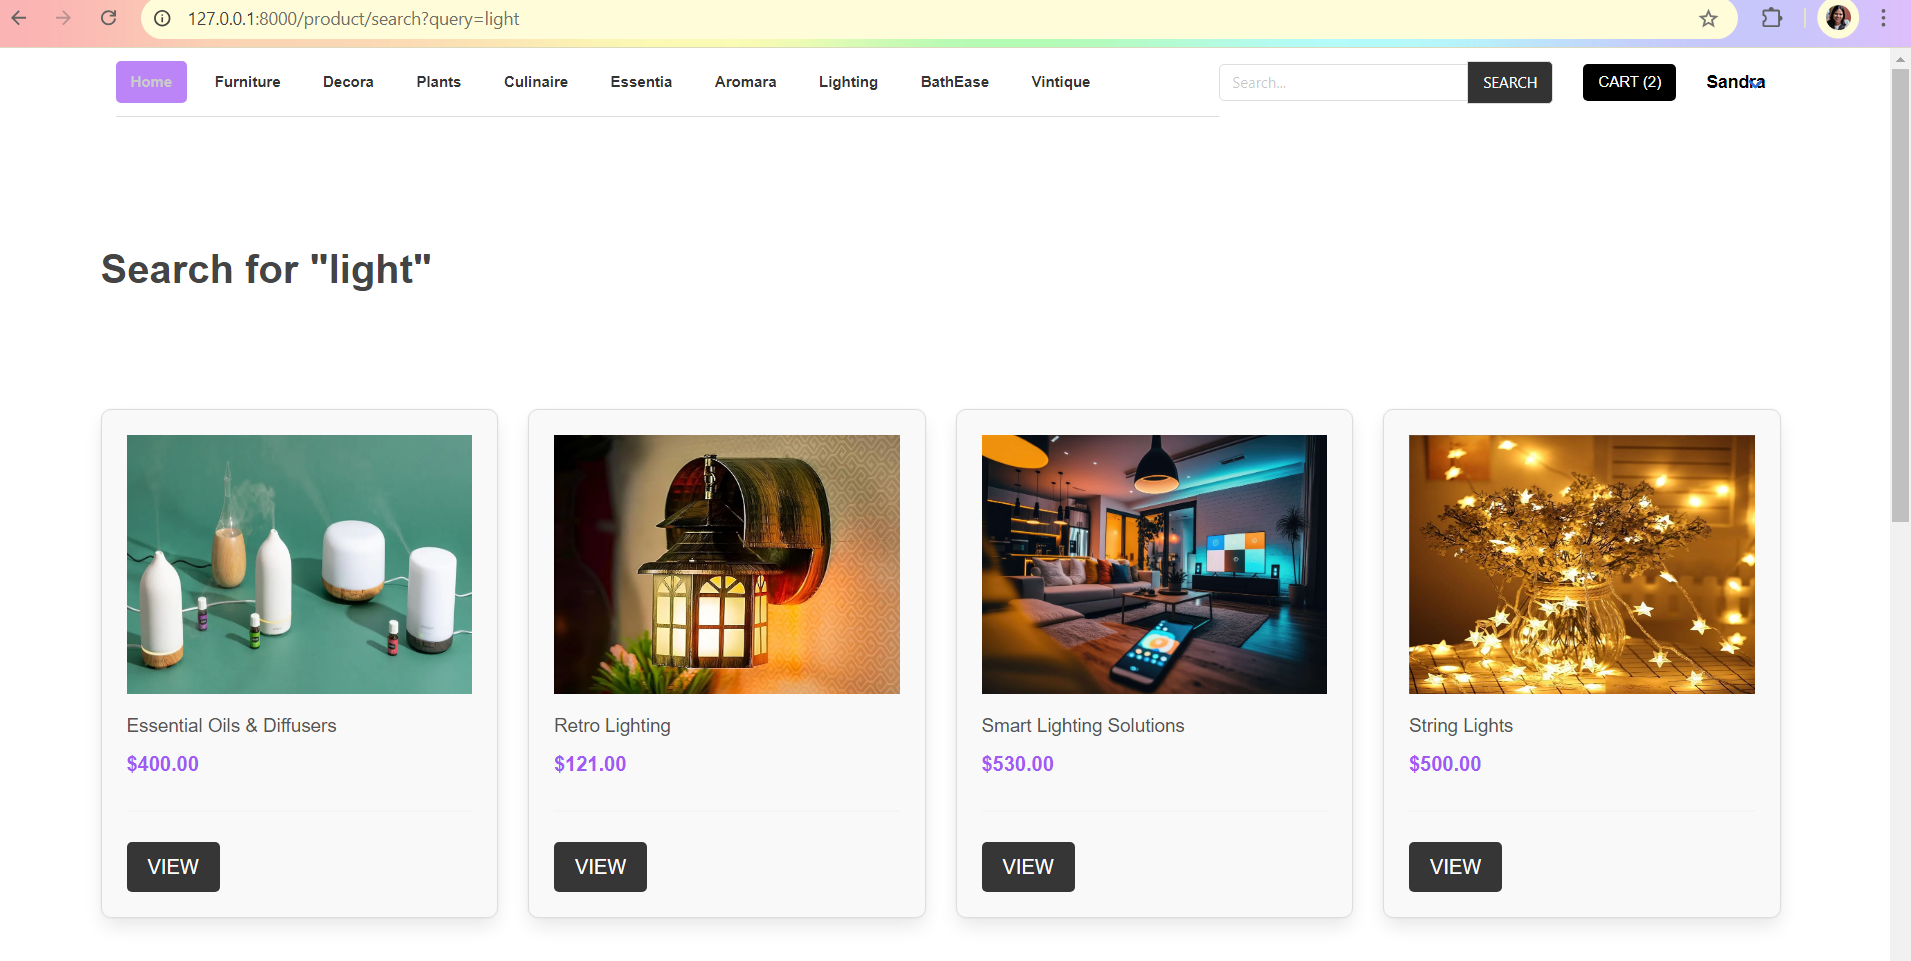 127.0.0.1:8000/product/search?query=light
Home Furniture Decora Plants Culinaire Essentia Aromara Lighting BathEase Vintique Search... SEARCH CART (2) Sandra
Search for "light"
Essential Oils & Diffusers Retro Lighting Smart Lighting Solutions String Lights
$400.00 $121.00 $530.00 $500.00
VIEW VIEW VIEW VIEW